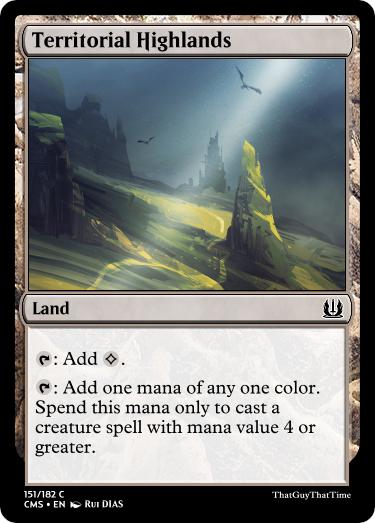 Territorial Highlands
Land
: Add .
: Add one mana of any one color.
Spend this mana only to cast a
creature spell with mana value 4 or
greater.
151/182 C
CMS • EN Rui DIAS
ThatGuyThatTime